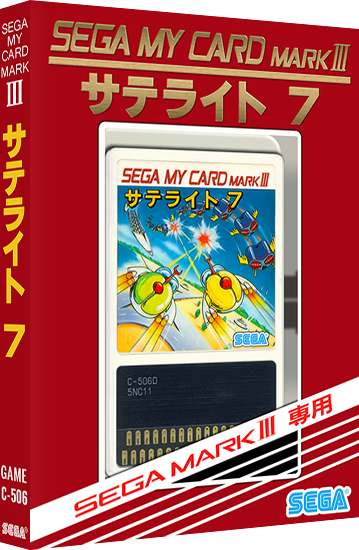 SEGA
MY
CARD
MARK
III
サテライト 7
GAME
C-506
SEGA
SEGA MY CARD MARK III
サテライト 7
SEGA MY CARD MARK III
サテライト 7
SEGA
C-506D
5NC11
SEGA MARK III 専用
SEGA